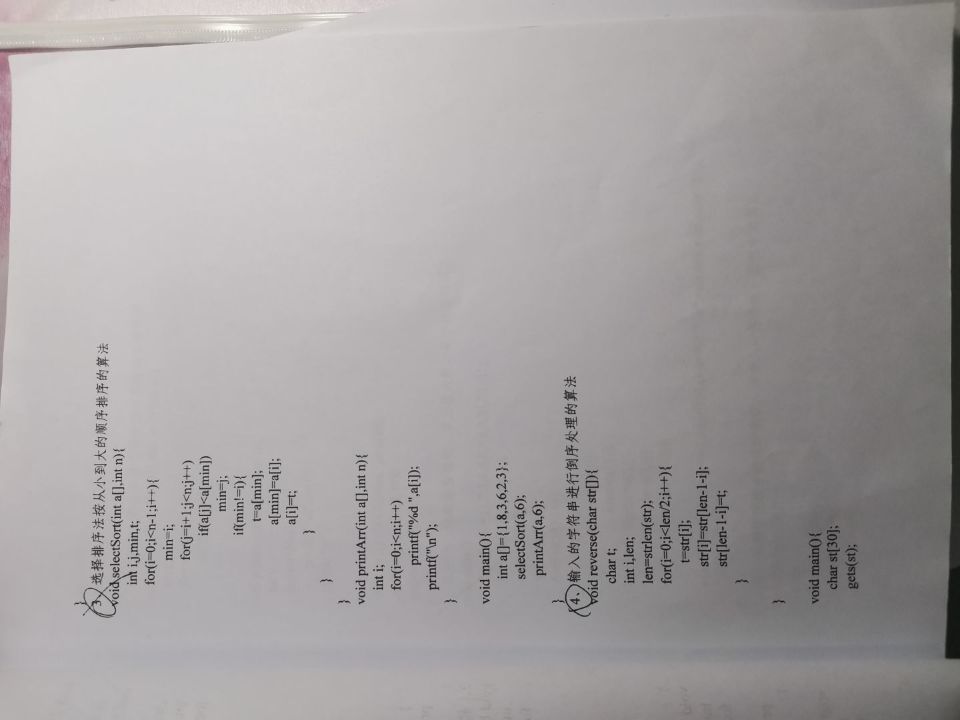 }
3、选择排序法按从小到大的顺序排序的算法
void selectSort(int a[],int n){
int i,j,min,t;
for(i=0;i<n-1;i++){
min=i;
for(j=i+1;j<n;j++)
if(a[j]<a[min])
min=j;
if(min!=i){
t=a[min];
a[min]=a[i];
a[i]=t;
}
}
}
void printArr(int a[],int n){
int i;
for(i=0;i<n;i++)
printf("%d ",a[i]);
printf("\n");
}
void main(){
int a[]={1,8,3,6,2,3};
selectSort(a,6);
printArr(a,6);
}
4、输入的字符串进行倒序处理的算法
void reverse(char str[]){
char t;
int i,len;
len=strlen(str);
for(i=0;i<len/2;i++){
t=str[i];
str[i]=str[len-1-i];
str[len-1-i]=t;
}
}
void main(){
char st[30];
gets(st);